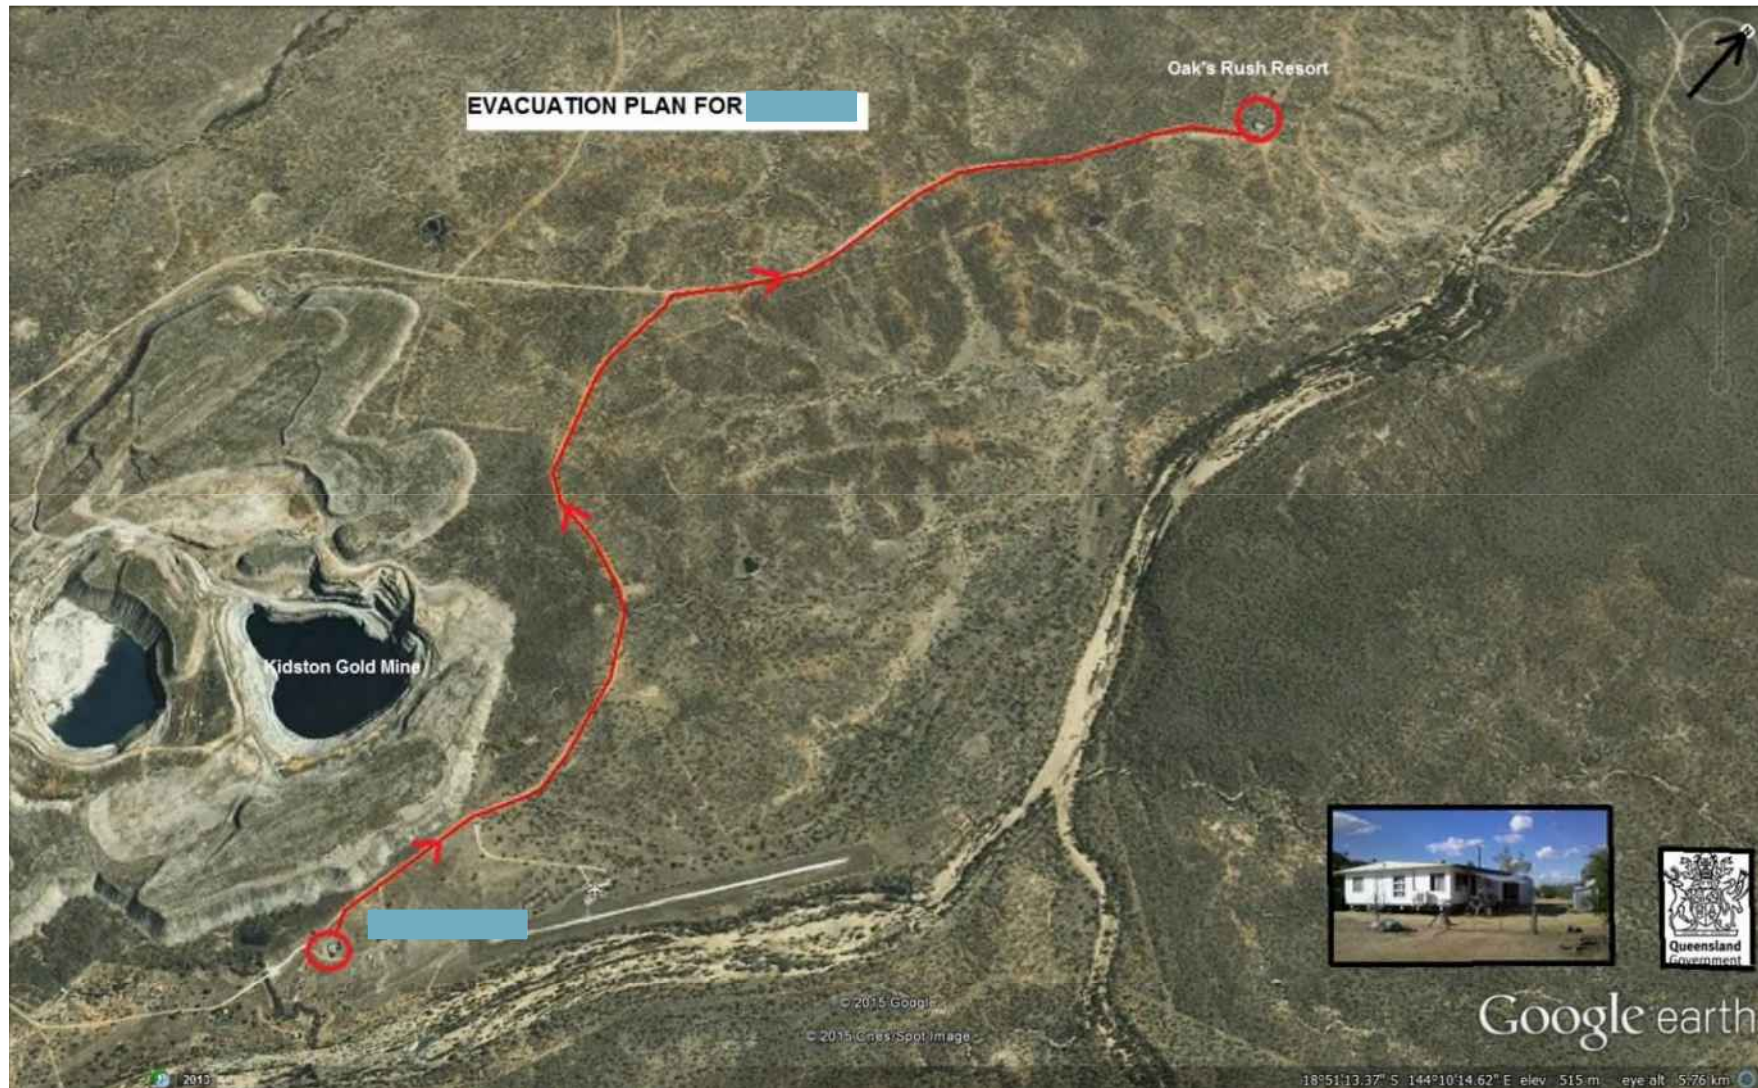 Oak's Rush Resort
EVACUATION PLAN FOR
Kidston Gold Mine
Queensland
Government
© 2015 Google
© 2015 Cnes/Spot Image
Google earth
2013
18°51'13.37" S 144°10'14.62" E elev 515 m eye alt 5.76 km